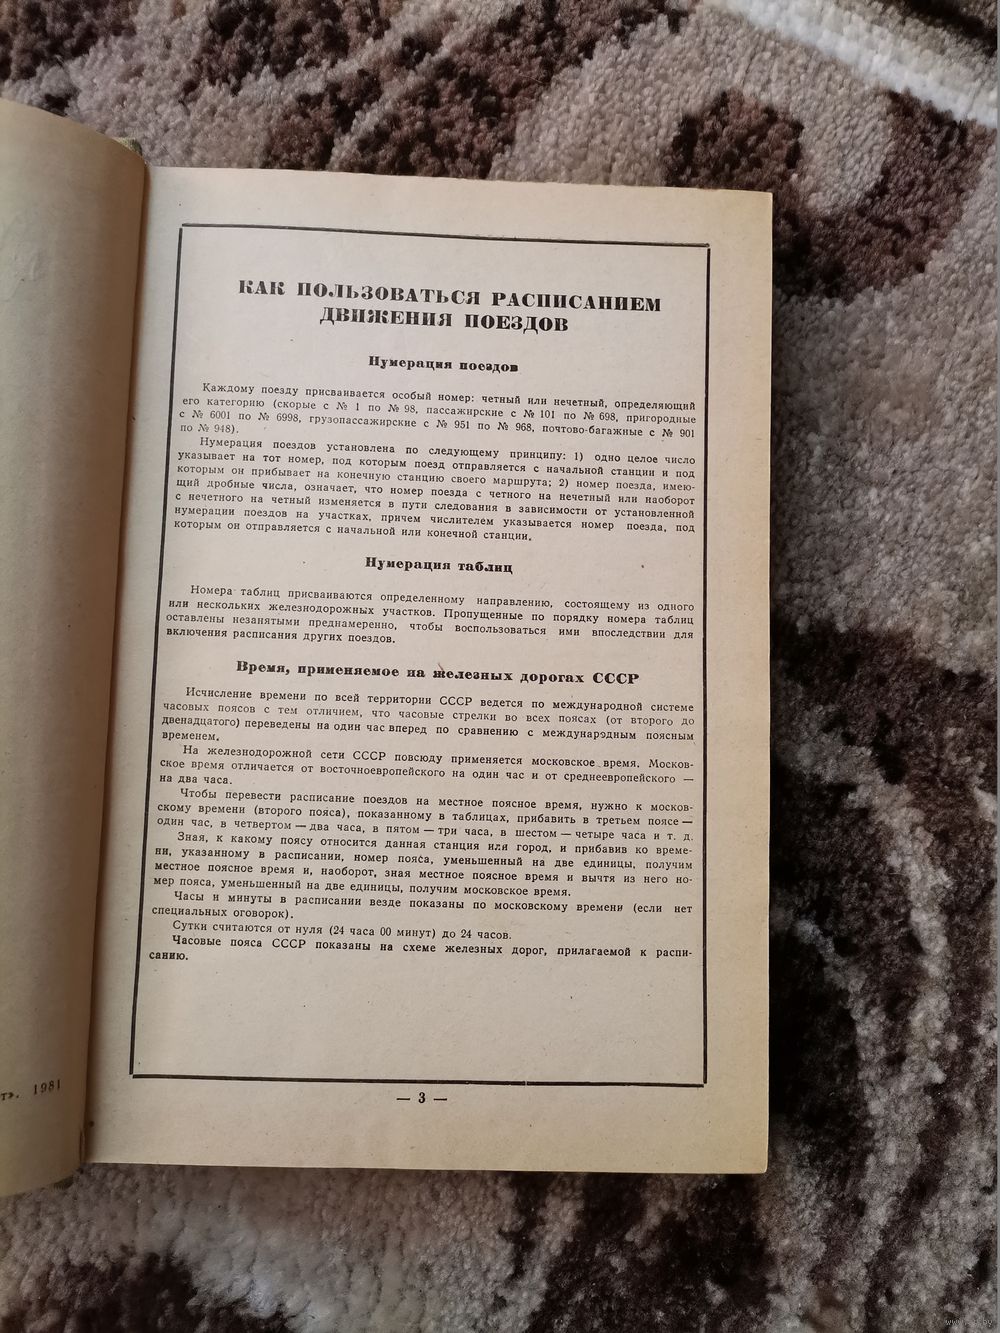 КАК ПОЛЬЗОВАТЬСЯ РАСПИСАНИЕМ
ДВИЖЕНИЯ ПОЕЗДОВ
Нумерация поездов
Каждому поезду присваивается особый номер: четный или нечетный, определяющий
его категорию (скорые с № 1 по № 98, пассажирские с № 101 по № 698, пригородные
с № 6001 по № 6998, грузопассажирские с № 951 по № 968, почтово-багажные с № 901
по № 948).
Нумерация поездов установлена по следующему принципу: 1) одно целое число
указывает на тот номер, под которым поезд отправляется с начальной станции и под
которым он прибывает на конечную станцию своего маршрута; 2) номер поезда, имею-
щий дробные числа, означает, что номер поезда с четного на нечетный или наоборот
с нечетного на четный изменяется в пути следования в зависимости от установленной
нумерации поездов на участках, причем числителем указывается номер поезда, под
которым он отправляется с начальной или конечной станции.
Нумерация таблиц
Номера таблиц присваиваются определенному направлению, состоящему из одного
или нескольких железнодорожных участков. Пропущенные по порядку номера таблиц
оставлены незанятыми преднамеренно, чтобы воспользоваться ими впоследствии для
включения расписания других поездов.
Время, применяемое на железных дорогах СССР
Исчисление времени по всей территории СССР ведется по международной системе
часовых поясов с тем отличием, что часовые стрелки во всех поясах (от второго до
двенадцатого) переведены на один час вперед по сравнению с международным поясным
временем.
На железнодорожной сети СССР повсюду применяется московское время. Москов-
ское время отличается от восточноевропейского на один час и от среднеевропейского —
на два часа.
Чтобы перевести расписание поездов на местное поясное время, нужно к москов-
скому времени (второго пояса), показанному в таблицах, прибавить в третьем поясе —
один час, в четвертом — два часа, в пятом — три часа, в шестом — четыре часа и т. д.
Зная, к какому поясу относится данная станция или город, и прибавив ко време-
ни, указанному в расписании, номер пояса, уменьшенный на две единицы, получим
местное поясное время и, наоборот, зная местное поясное время и вычтя из него но-
мер пояса, уменьшенный на две единицы, получим московское время.
Часы и минуты в расписании везде показаны по московскому времени (если нет
специальных оговорок).
Сутки считаются от нуля (24 часа 00 минут) до 24 часов.
Часовые пояса СССР показаны на схеме железных дорог, прилагаемой к распи-
санию.
т». 1981
— 3 —